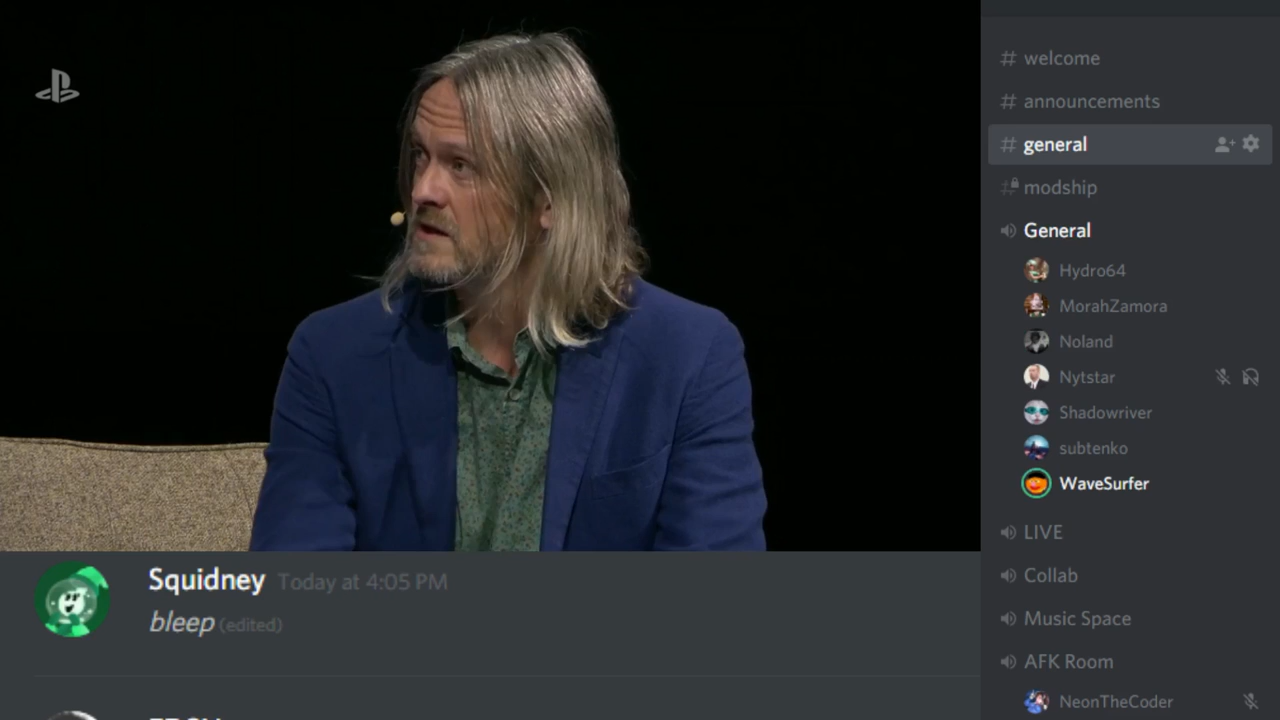 # welcome
# announcements
# general
# modship
General
Hydro64
MorahZamora
Noland
Nytstar
Shadowriver
subtenko
WaveSurfer
LIVE
Collab
Music Space
AFK Room
NeonTheCoder
Squidney Today at 4:05 PM
bleep (edited)